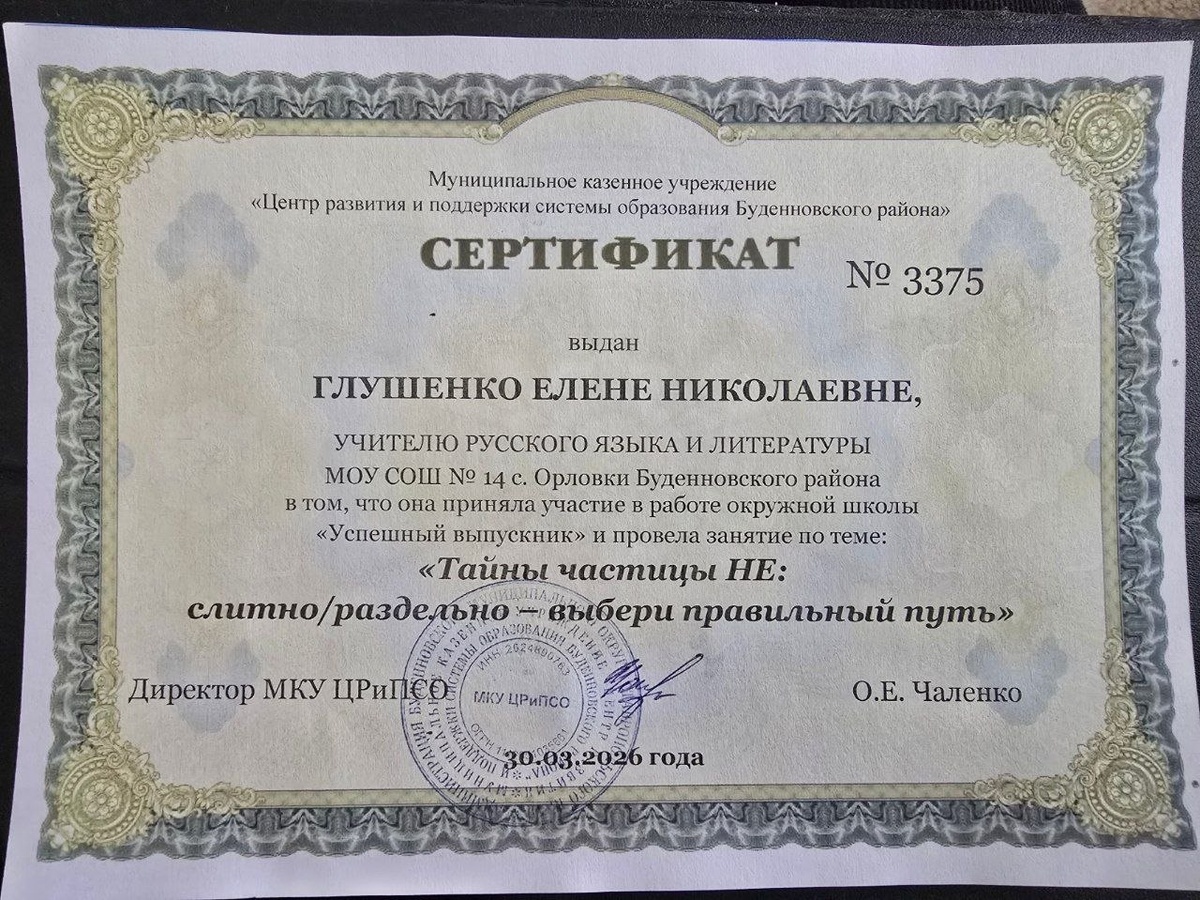 Муниципальное казенное учреждение
«Центр развития и поддержки системы образования Буденновского района»
СЕРТИФИКАТ
№ 3375
выдан
ГЛУШЕНКО ЕЛЕНЕ НИКОЛАЕВНЕ,
УЧИТЕЛЮ РУССКОГО ЯЗЫКА И ЛИТЕРАТУРЫ
МОУ СОШ № 14 с. Орловки Буденновского района
в том, что она приняла участие в работе окружной школы
«Успешный выпускник» и провела занятие по теме:
«Тайны частицы НЕ:
слитно/раздельно – выбери правильный путь»
Директор МКУ ЦРиПСО
О.Е. Чаленко
МКУ ЦРиПСО
30.03.2026 года